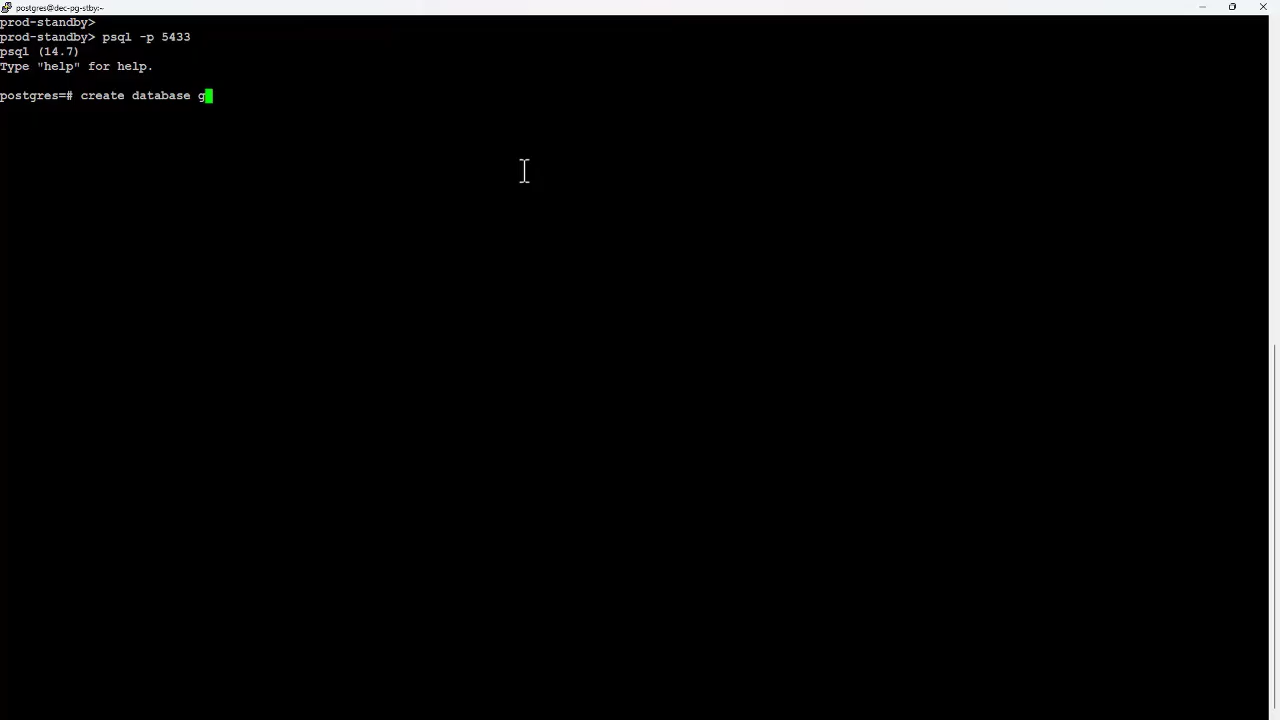 postgres@dec-pg-stby:~
prod-standby>
prod-standby> psql -p 5433
psql (14.7)
Type "help" for help.
postgres=# create database g